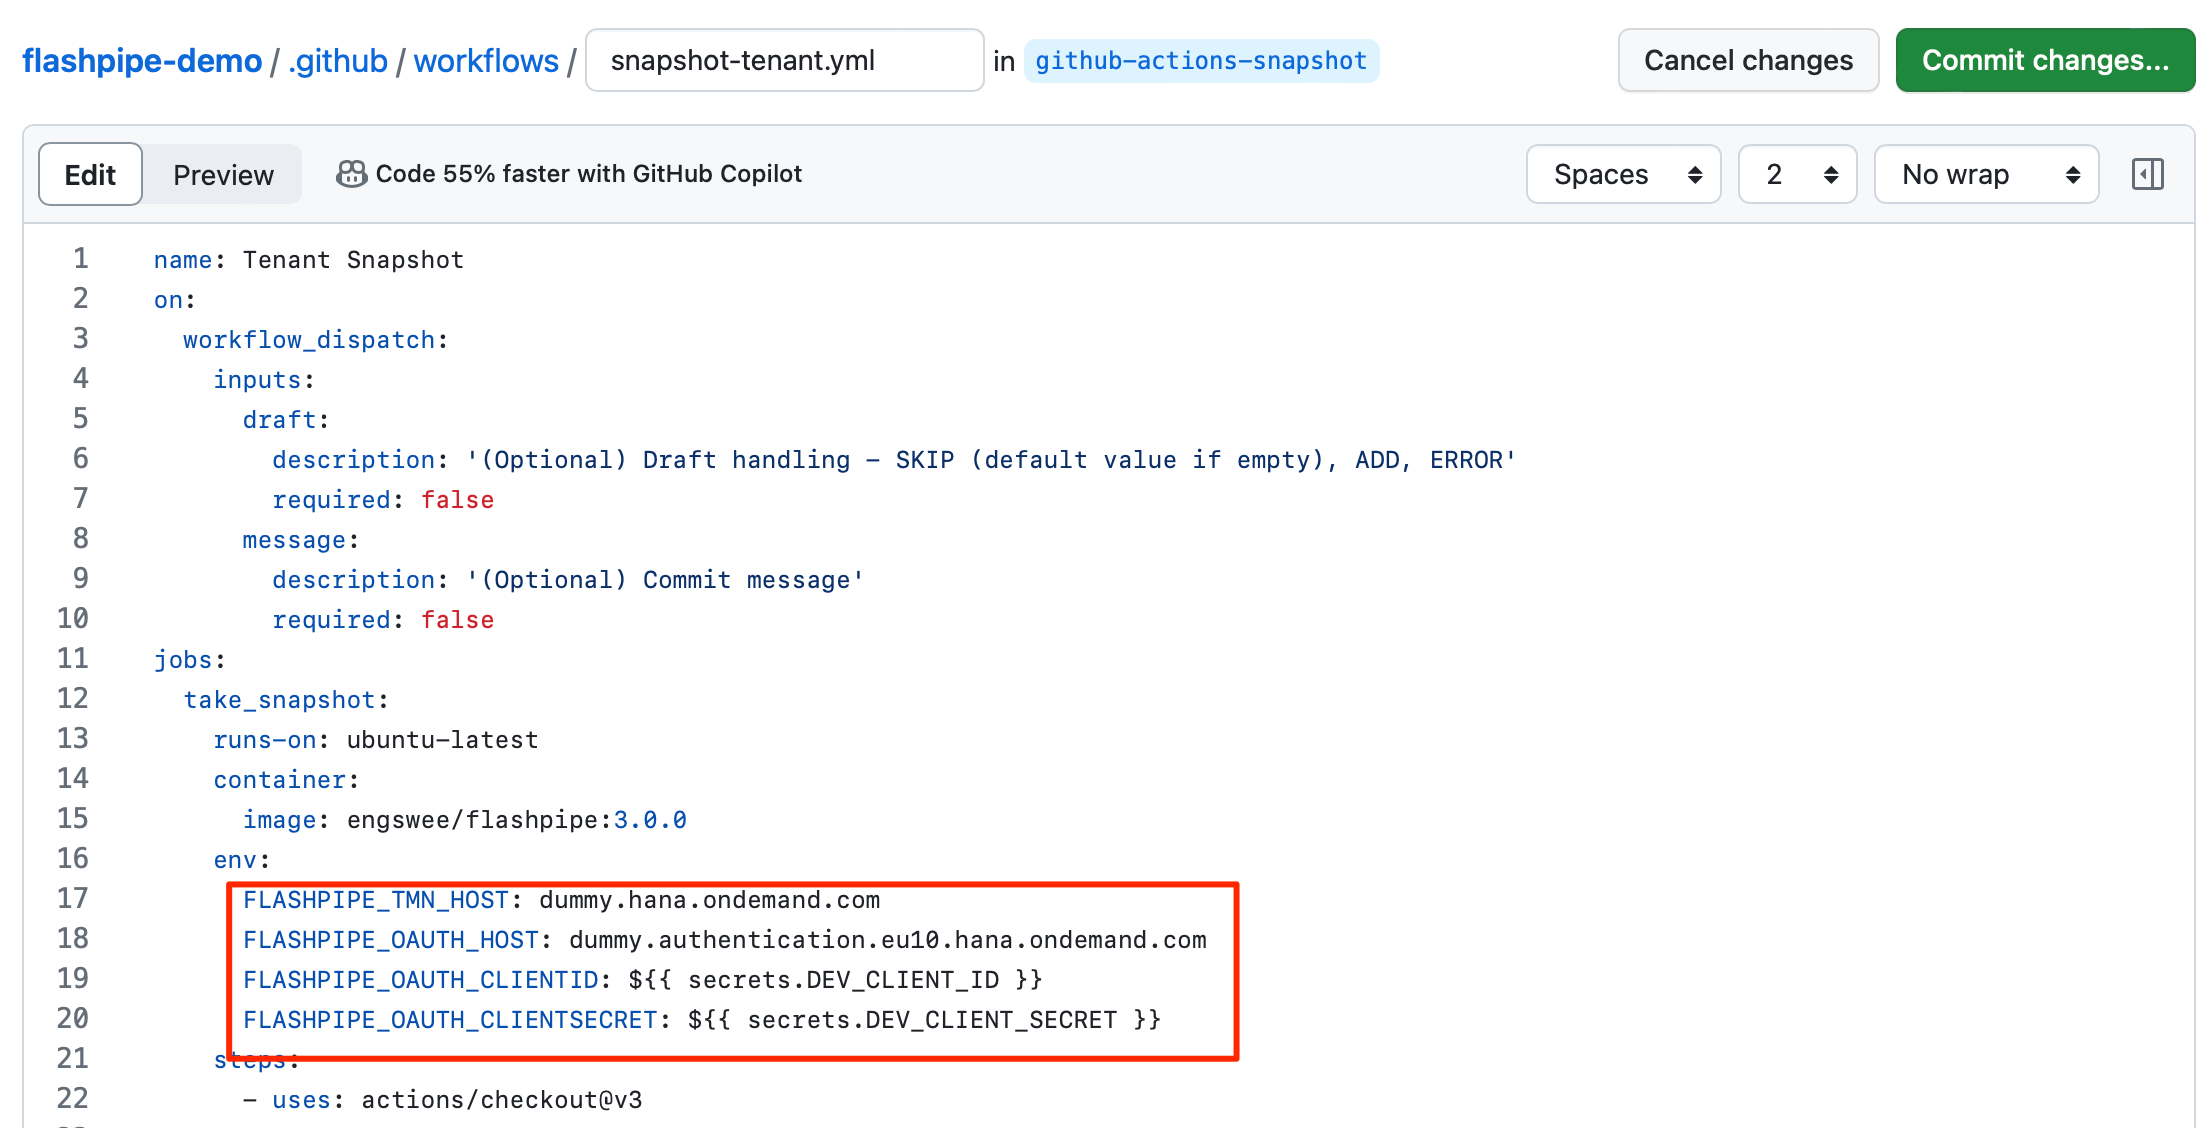 flashpipe-demo / .github / workflows / snapshot-tenant.yml in github-actions-snapshot Cancel changes Commit changes...
Edit Preview Code 55% faster with GitHub Copilot Spaces 2 No wrap
1 name: Tenant Snapshot
2 on:
3 workflow_dispatch:
4 inputs:
5 draft:
6 description: '(Optional) Draft handling - SKIP (default value if empty), ADD, ERROR'
7 required: false
8 message:
9 description: '(Optional) Commit message'
10 required: false
11 jobs:
12 take_snapshot:
13 runs-on: ubuntu-latest
14 container:
15 image: engswee/flashpipe:3.0.0
16 env:
17 FLASHPIPE_TMN_HOST: dummy.hana.ondemand.com
18 FLASHPIPE_OAUTH_HOST: dummy.authentication.eu10.hana.ondemand.com
19 FLASHPIPE_OAUTH_CLIENTID: ${{ secrets.DEV_CLIENT_ID }}
20 FLASHPIPE_OAUTH_CLIENTSECRET: ${{ secrets.DEV_CLIENT_SECRET }}
21 steps:
22 - uses: actions/checkout@v3